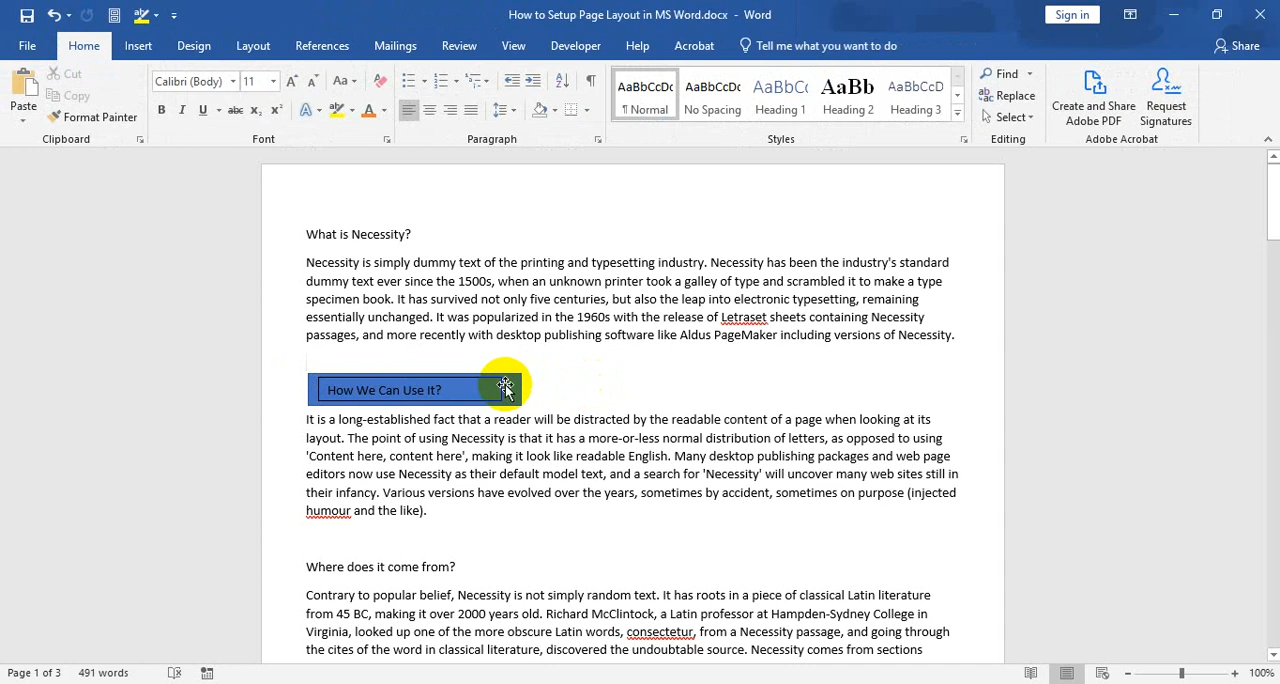 How to Setup Page Layout in MS Word.docx - Word
Sign in
File Home Insert Design Layout References Mailings Review View Developer Help Acrobat Tell me what you want to do Share
Paste
Cut
Copy
Format Painter
Clipboard
Calibri (Body) 11
Font
Paragraph
AaBbCcDc AaBbCcDc AaBbCc AaBb AaBbCcD
¶ Normal No Spacing Heading 1 Heading 2 Heading 3
Styles
Find
Replace
Select
Editing
Create and Share Adobe PDF
Request Signatures
Adobe Acrobat
What is Necessity?
Necessity is simply dummy text of the printing and typesetting industry. Necessity has been the industry's standard
dummy text ever since the 1500s, when an unknown printer took a galley of type and scrambled it to make a type
specimen book. It has survived not only five centuries, but also the leap into electronic typesetting, remaining
essentially unchanged. It was popularized in the 1960s with the release of Letraset sheets containing Necessity
passages, and more recently with desktop publishing software like Aldus PageMaker including versions of Necessity.
How We Can Use It?
It is a long-established fact that a reader will be distracted by the readable content of a page when looking at its
layout. The point of using Necessity is that it has a more-or-less normal distribution of letters, as opposed to using
'Content here, content here', making it look like readable English. Many desktop publishing packages and web page
editors now use Necessity as their default model text, and a search for 'Necessity' will uncover many web sites still in
their infancy. Various versions have evolved over the years, sometimes by accident, sometimes on purpose (injected
humour and the like).
Where does it come from?
Contrary to popular belief, Necessity is not simply random text. It has roots in a piece of classical Latin literature
from 45 BC, making it over 2000 years old. Richard McClintock, a Latin professor at Hampden-Sydney College in
Virginia, looked up one of the more obscure Latin words, consectetur, from a Necessity passage, and going through
the cites of the word in classical literature, discovered the undoubtable source. Necessity comes from sections
Page 1 of 3 491 words 100%